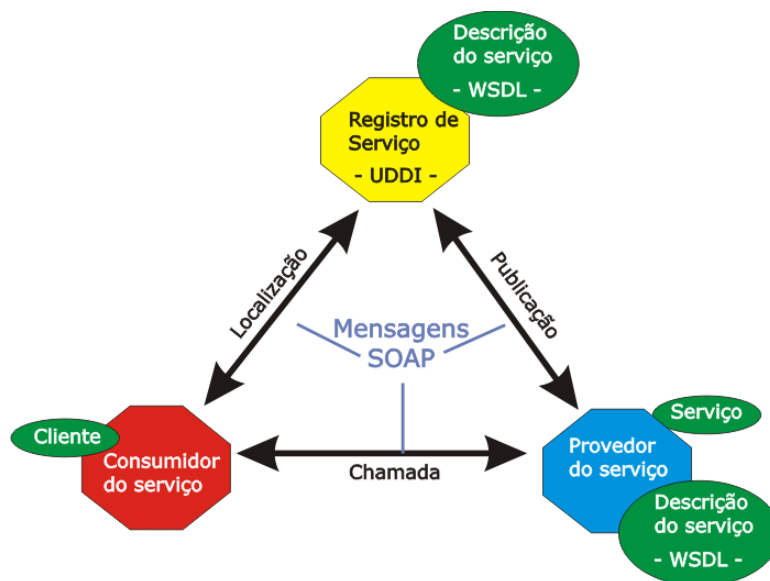 Descrição
do serviço
- WSDL -
Registro de
Serviço
- UDDI -
Localização
Publicação
Mensagens
SOAP
Cliente
Consumidor
do serviço
Chamada
Serviço
Provedor
do serviço
Descrição
do serviço
- WSDL -